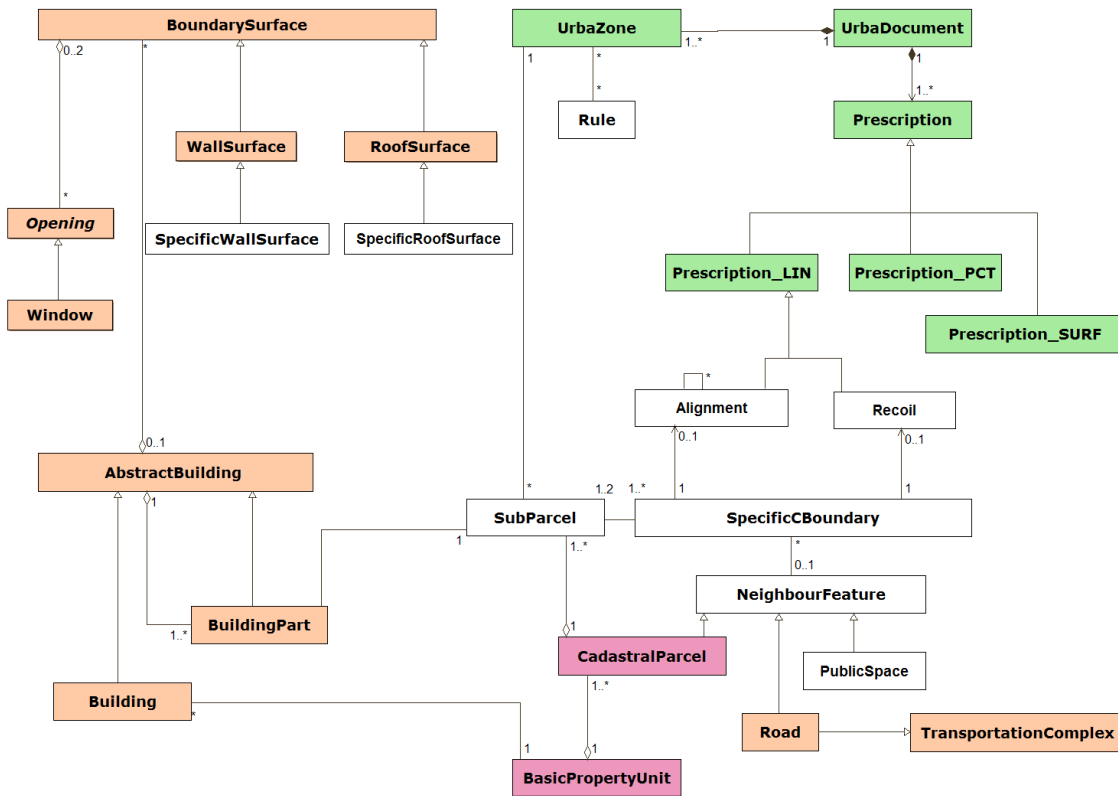 BoundarySurface
UrbaZone
UrbaDocument
0..2
*
1
*
1..*
1
1
1..*
*
Rule
Prescription
WallSurface
RoofSurface
*
Opening
SpecificWallSurface
SpecificRoofSurface
Prescription_LIN
Prescription_PCT
Window
Prescription_SURF
*
Alignment
Recoil
0..1
0..1
0..1
AbstractBuilding
1
*
1..2
1..*
1
1
SubParcel
SpecificCBoundary
1
1..*
*
0..1
NeighbourFeature
BuildingPart
1..*
1
CadastralParcel
PublicSpace
1..*
Building
*
Road
TransportationComplex
1
1
BasicPropertyUnit